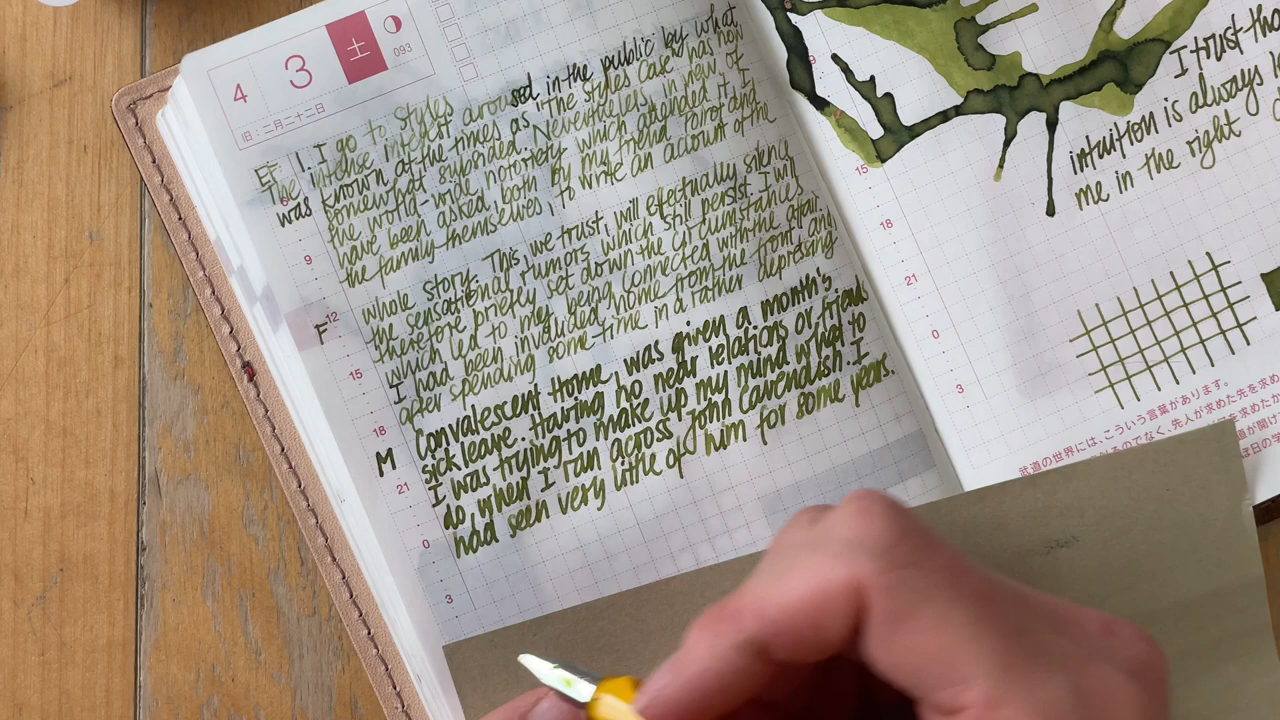 4 3 土
093
旧：二月二十二日
EF 1. I go to Styles
The intense interest aroused in the public by what
was known at the times as "the Styles Case" has now
somewhat subsided. Nevertheless, in view of
the world-wide notoriety which attended it, I
have been asked, both by my friend Poirot and
the family themselves, to write an account of the
whole story. This, we trust, will effectually silence
the sensational rumors which still persist. I will
therefore briefly set down the circumstances
which led to my being connected with the affair.
I had been invalided home from the front and
after spending some time in a rather depressing
Convalescent Home, was given a month's
sick leave. Having no near relations or friends
I was trying to make up my mind what to
do, when I ran across John Cavendish. I
had seen very little of him for some years.
F
M
6
9
12
15
18
21
0
3
I trust
intuition is always
me in the right
9
15
18
21
0
3
武道の世界には、こういう言葉があります。